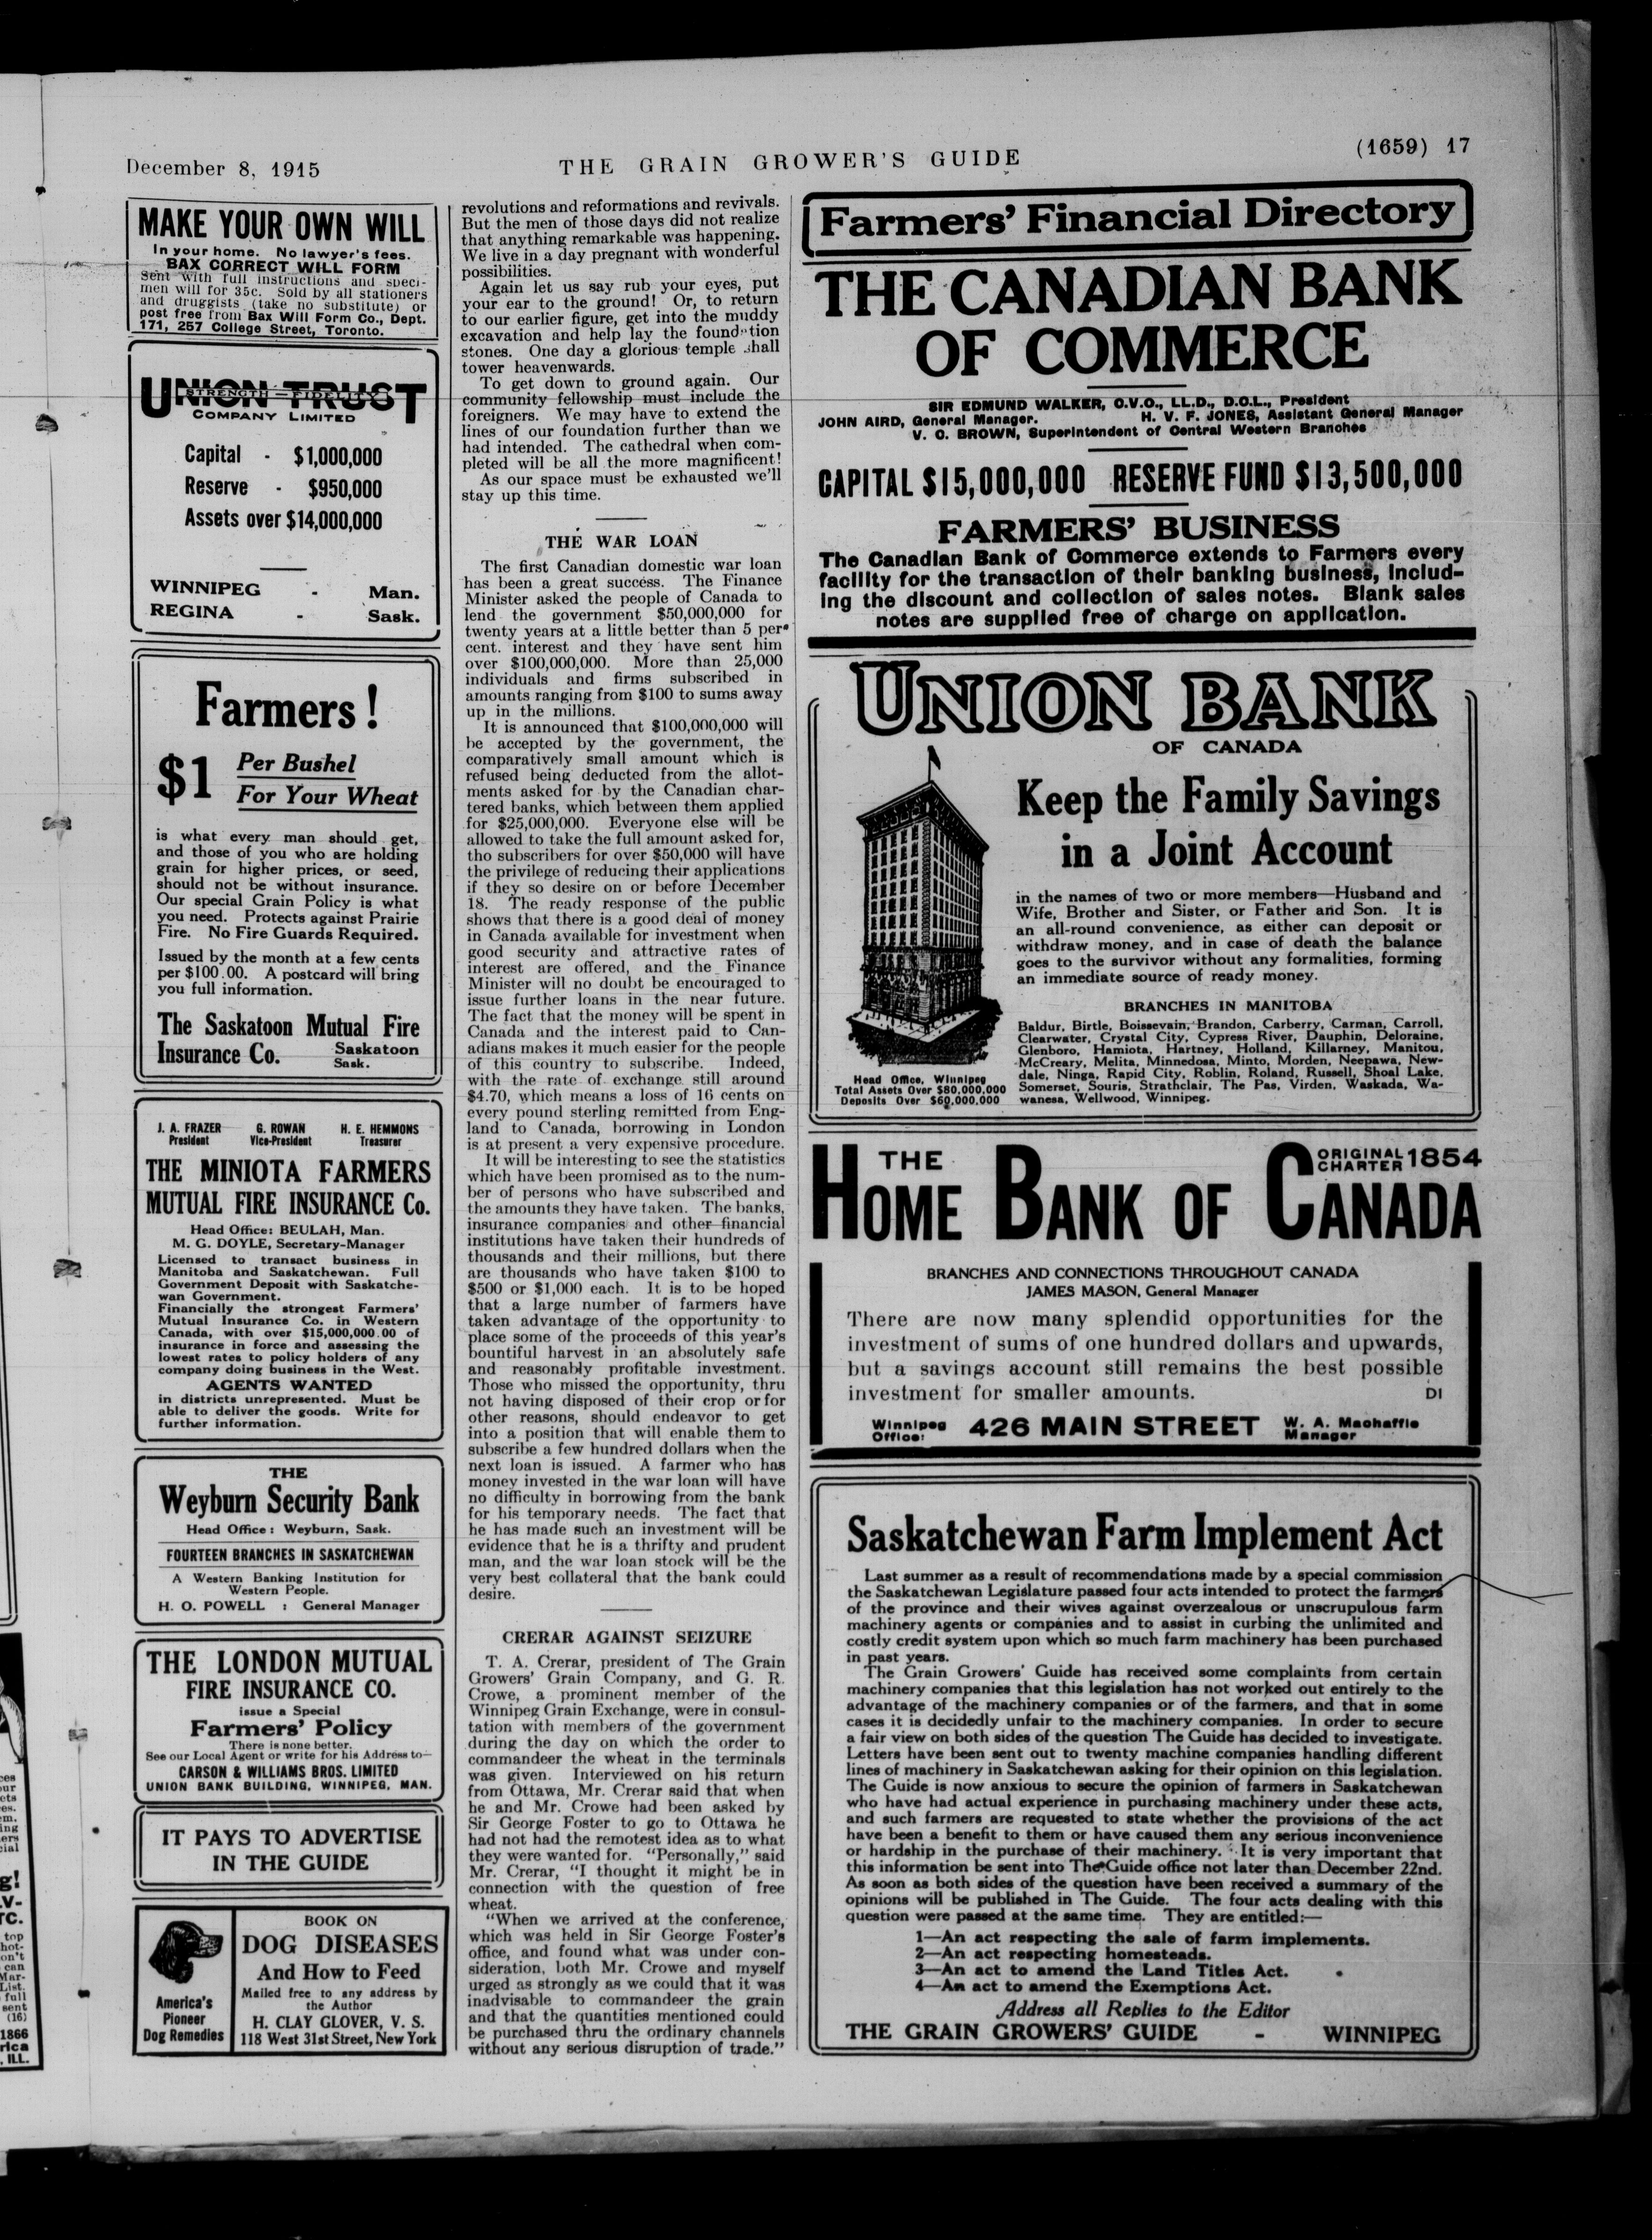 December 8, 1915
THE GRAIN GROWER'S GUIDE
(1659) 17
MAKE YOUR OWN WILL
In your home. No lawyer's fees.
BAX CORRECT WILL FORM
Sent with full instructions and speci-
men will for 35c. Sold by all stationers
and druggists (take no substitute) or
post free from Bax Will Form Co., Dept.
171, 257 College Street, Toronto.
UNION TRUST
STRENGTH – FIDELITY
COMPANY LIMITED
Capital - $1,000,000
Reserve - $950,000
Assets over $14,000,000
WINNIPEG - Man.
REGINA - Sask.
Farmers!
$1 Per Bushel
For Your Wheat
is what every man should get,
and those of you who are holding
grain for higher prices, or seed,
should not be without insurance.
Our special Grain Policy is what
you need. Protects against Prairie
Fire. No Fire Guards Required.
Issued by the month at a few cents
per $100.00. A postcard will bring
you full information.
The Saskatoon Mutual Fire
Insurance Co. Saskatoon
Sask.
J. A. FRAZER G. ROWAN H. E. HEMMONS
President Vice-President Treasurer
THE MINIOTA FARMERS
MUTUAL FIRE INSURANCE Co.
Head Office: BEULAH, Man.
M. G. DOYLE, Secretary-Manager
Licensed to transact business in
Manitoba and Saskatchewan. Full
Government Deposit with Saskatche-
wan Government.
Financially the strongest Farmers'
Mutual Insurance Co. in Western
Canada, with over $15,000,000.00 of
insurance in force and assessing the
lowest rates to policy holders of any
company doing business in the West.
AGENTS WANTED
in districts unrepresented. Must be
able to deliver the goods. Write for
further information.
THE
Weyburn Security Bank
Head Office: Weyburn, Sask.
FOURTEEN BRANCHES IN SASKATCHEWAN
A Western Banking Institution for
Western People.
H. O. POWELL : General Manager
THE LONDON MUTUAL
FIRE INSURANCE CO.
issue a Special
Farmers' Policy
There is none better.
See our Local Agent or write for his Address to—
CARSON & WILLIAMS BROS. LIMITED
UNION BANK BUILDING, WINNIPEG, MAN.
IT PAYS TO ADVERTISE
IN THE GUIDE
America's
Pioneer
Dog Remedies
BOOK ON
DOG DISEASES
And How to Feed
Mailed free to any address by
the Author
H. CLAY GLOVER, V. S.
118 West 31st Street, New York
revolutions and reformations and revivals.
But the men of those days did not realize
that anything remarkable was happening.
We live in a day pregnant with wonderful
possibilities.
Again let us say rub your eyes, put
your ear to the ground! Or, to return
to our earlier figure, get into the muddy
excavation and help lay the foundation
stones. One day a glorious temple shall
tower heavenwards.
To get down to ground again. Our
community fellowship must include the
foreigners. We may have to extend the
lines of our foundation further than we
had intended. The cathedral when com-
pleted will be all the more magnificent!
As our space must be exhausted we'll
stay up this time.
THE WAR LOAN
The first Canadian domestic war loan
has been a great success. The Finance
Minister asked the people of Canada to
lend the government $50,000,000 for
twenty years at a little better than 5 per
cent. interest and they have sent him
over $100,000,000. More than 25,000
individuals and firms subscribed in
amounts ranging from $100 to sums away
up in the millions.
It is announced that $100,000,000 will
be accepted by the government, the
comparatively small amount which is
refused being deducted from the allot-
ments asked for by the Canadian char-
tered banks, which between them applied
for $25,000,000. Everyone else will be
allowed to take the full amount asked for,
tho subscribers for over $50,000 will have
the privilege of reducing their applications
if they so desire on or before December
18. The ready response of the public
shows that there is a good deal of money
in Canada available for investment when
good security and attractive rates of
interest are offered, and the Finance
Minister will no doubt be encouraged to
issue further loans in the near future.
The fact that the money will be spent in
Canada and the interest paid to Can-
adians makes it much easier for the people
of this country to subscribe. Indeed,
with the rate of exchange still around
$4.70, which means a loss of 16 cents on
every pound sterling remitted from Eng-
land to Canada, borrowing in London
is at present a very expensive procedure.
It will be interesting to see the statistics
which have been promised as to the num-
ber of persons who have subscribed and
the amounts they have taken. The banks,
insurance companies and other financial
institutions have taken their hundreds of
thousands and their millions, but there
are thousands who have taken $100 to
$500 or $1,000 each. It is to be hoped
that a large number of farmers have
taken advantage of the opportunity to
place some of the proceeds of this year's
bountiful harvest in an absolutely safe
and reasonably profitable investment.
Those who missed the opportunity, thru
not having disposed of their crop or for
other reasons, should endeavor to get
into a position that will enable them to
subscribe a few hundred dollars when the
next loan is issued. A farmer who has
money invested in the war loan will have
no difficulty in borrowing from the bank
for his temporary needs. The fact that
he has made such an investment will be
evidence that he is a thrifty and prudent
man, and the war loan stock will be the
very best collateral that the bank could
desire.
CRERAR AGAINST SEIZURE
T. A. Crerar, president of The Grain
Growers' Grain Company, and G. R.
Crowe, a prominent member of the
Winnipeg Grain Exchange, were in consul-
tation with members of the government
during the day on which the order to
commandeer the wheat in the terminals
was given. Interviewed on his return
from Ottawa, Mr. Crerar said that when
he and Mr. Crowe had been asked by
Sir George Foster to go to Ottawa he
had not had the remotest idea as to what
they were wanted for. "Personally," said
Mr. Crerar, "I thought it might be in
connection with the question of free
wheat.
"When we arrived at the conference,
which was held in Sir George Foster's
office, and found what was under con-
sideration, both Mr. Crowe and myself
urged as strongly as we could that it was
inadvisable to commandeer the grain
and that the quantities mentioned could
be purchased thru the ordinary channels
without any serious disruption of trade."
Farmers' Financial Directory
THE CANADIAN BANK
OF COMMERCE
SIR EDMUND WALKER, C.V.O., LL.D., D.C.L., President
JOHN AIRD, General Manager. H. V. F. JONES, Assistant General Manager
V. C. BROWN, Superintendent of Central Western Branches
CAPITAL $15,000,000 RESERVE FUND $13,500,000
FARMERS' BUSINESS
The Canadian Bank of Commerce extends to Farmers every
facility for the transaction of their banking business, includ-
ing the discount and collection of sales notes. Blank sales
notes are supplied free of charge on application.
UNION BANK
OF CANADA
Keep the Family Savings
in a Joint Account
in the names of two or more members—Husband and
Wife, Brother and Sister, or Father and Son. It is
an all-round convenience, as either can deposit or
withdraw money, and in case of death the balance
goes to the survivor without any formalities, forming
an immediate source of ready money.
BRANCHES IN MANITOBA
Baldur, Birtle, Boissevain, Brandon, Carberry, Carman, Carroll,
Clearwater, Crystal City, Cypress River, Dauphin, Deloraine,
Glenboro, Hamiota, Hartney, Holland, Killarney, Manitou,
McCreary, Melita, Minnedosa, Minto, Morden, Neepawa, New-
dale, Ninga, Rapid City, Roblin, Roland, Russell, Shoal Lake,
Somerset, Souris, Strathclair, The Pas, Virden, Waskada, Wa-
wanesa, Wellwood, Winnipeg.
Head Office, Winnipeg
Total Assets Over $80,000,000
Deposits Over $60,000,000
THE
HOME BANK OF CANADA
ORIGINAL
CHARTER 1854
BRANCHES AND CONNECTIONS THROUGHOUT CANADA
JAMES MASON, General Manager
There are now many splendid opportunities for the
investment of sums of one hundred dollars and upwards,
but a savings account still remains the best possible
investment for smaller amounts. D1
Winnipeg
Office: 426 MAIN STREET W. A. Machaffie
Manager
Saskatchewan Farm Implement Act
Last summer as a result of recommendations made by a special commission
the Saskatchewan Legislature passed four acts intended to protect the farmers
of the province and their wives against overzealous or unscrupulous farm
machinery agents or companies and to assist in curbing the unlimited and
costly credit system upon which so much farm machinery has been purchased
in past years.
The Grain Growers' Guide has received some complaints from certain
machinery companies that this legislation has not worked out entirely to the
advantage of the machinery companies or of the farmers, and that in some
cases it is decidedly unfair to the machinery companies. In order to secure
a fair view on both sides of the question The Guide has decided to investigate.
Letters have been sent out to twenty machine companies handling different
lines of machinery in Saskatchewan asking for their opinion on this legislation.
The Guide is now anxious to secure the opinion of farmers in Saskatchewan
who have had actual experience in purchasing machinery under these acts,
and such farmers are requested to state whether the provisions of the act
have been a benefit to them or have caused them any serious inconvenience
or hardship in the purchase of their machinery. It is very important that
this information be sent into The Guide office not later than December 22nd.
As soon as both sides of the question have been received a summary of the
opinions will be published in The Guide. The four acts dealing with this
question were passed at the same time. They are entitled:—
1—An act respecting the sale of farm implements.
2—An act respecting homesteads.
3—An act to amend the Land Titles Act.
4—An act to amend the Exemptions Act.
Address all Replies to the Editor
THE GRAIN GROWERS' GUIDE - WINNIPEG